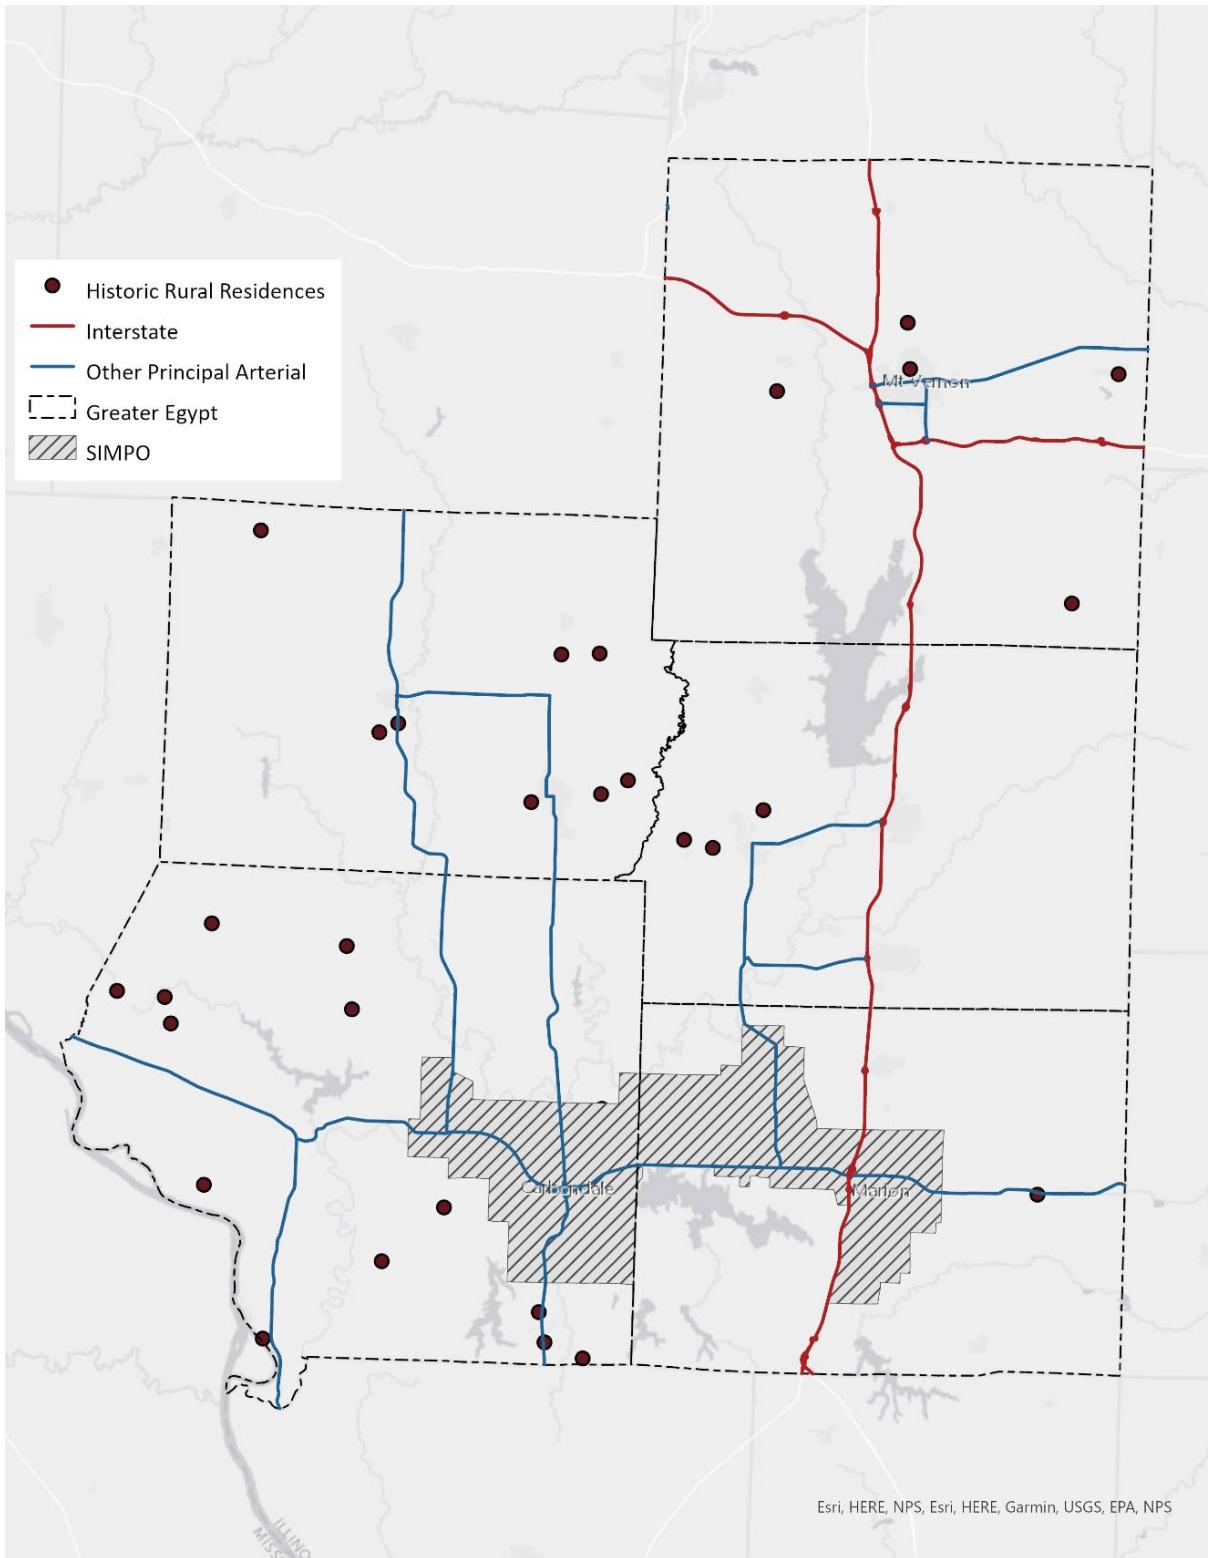 Historic Rural Residences
Interstate
Other Principal Arterial
Greater Egypt
SIMPO
Mt Vernon
Carbondale
Marion
Esri, HERE, NPS, Esri, HERE, Garmin, USGS, EPA, NPS